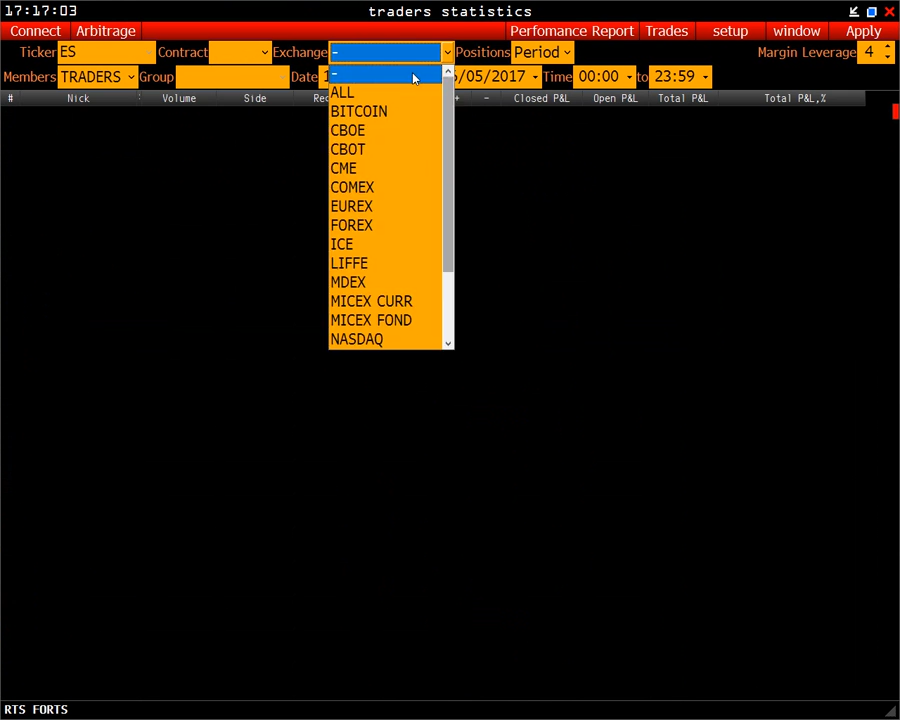 17:17:03 traders statistics
Connect Arbitrage Perfomance Report Trades setup window Apply
Ticker ES Contract Exchange - Positions Period Margin Leverage 4
Members TRADERS Group Date /05/2017 Time 00:00 to 23:59
# Nick Volume Side + - Closed P&L Open P&L Total P&L Total P&L,%
-
ALL
BITCOIN
CBOE
CBOT
CME
COMEX
EUREX
FOREX
ICE
LIFFE
MDEX
MICEX CURR
MICEX FOND
NASDAQ
RTS FORTS